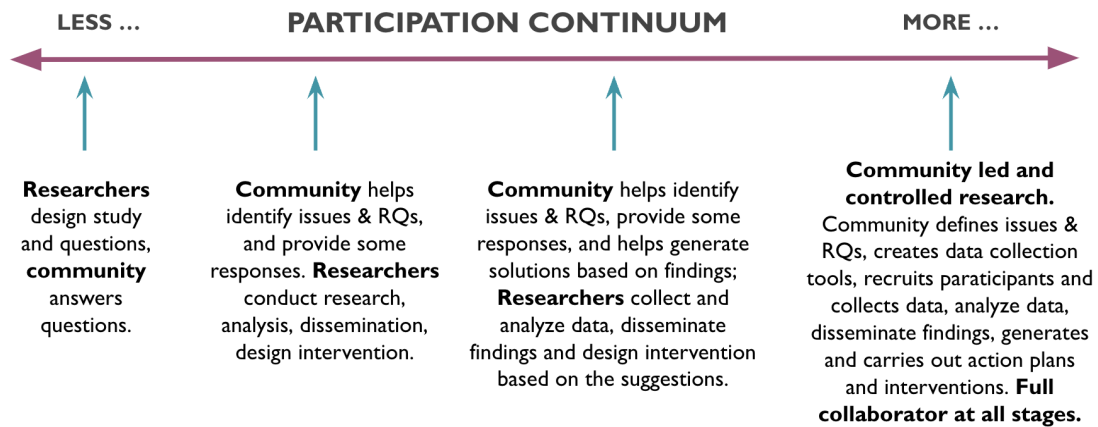 LESS ...
PARTICIPATION CONTINUUM
MORE ...
Researchers
design study
and questions,
community
answers
questions.
Community helps
identify issues & RQs,
and provide some
responses. Researchers
conduct research,
analysis, dissemination,
design intervention.
Community helps identify
issues & RQs, provide some
responses, and helps generate
solutions based on findings;
Researchers collect and
analyze data, disseminate
findings and design intervention
based on the suggestions.
Community led and
controlled research.
Community defines issues &
RQs, creates data collection
tools, recruits paraticipants and
collects data, analyze data,
disseminate findings, generates
and carries out action plans
and interventions. Full
collaborator at all stages.